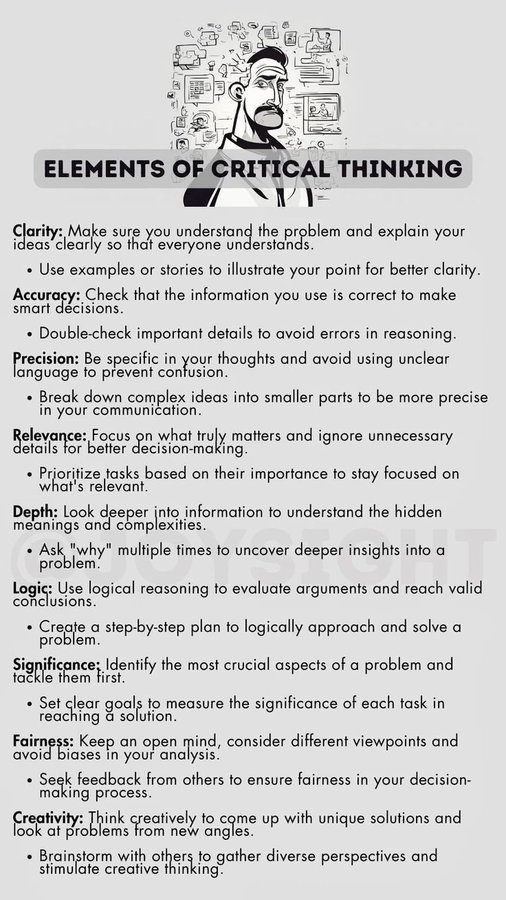 ELEMENTS OF CRITICAL THINKING
Clarity: Make sure you understand the problem and explain your
ideas clearly so that everyone understands.
• Use examples or stories to illustrate your point for better clarity.
Accuracy: Check that the information you use is correct to make
smart decisions.
• Double-check important details to avoid errors in reasoning.
Precision: Be specific in your thoughts and avoid using unclear
language to prevent confusion.
• Break down complex ideas into smaller parts to be more precise
in your communication.
Relevance: Focus on what truly matters and ignore unnecessary
details for better decision-making.
• Prioritize tasks based on their importance to stay focused on
what's relevant.
Depth: Look deeper into information to understand the hidden
meanings and complexities.
• Ask "why" multiple times to uncover deeper insights into a
problem.
@JOYSIGHT
Logic: Use logical reasoning to evaluate arguments and reach valid
conclusions.
• Create a step-by-step plan to logically approach and solve a
problem.
Significance: Identify the most crucial aspects of a problem and
tackle them first.
• Set clear goals to measure the significance of each task in
reaching a solution.
Fairness: Keep an open mind, consider different viewpoints and
avoid biases in your analysis.
• Seek feedback from others to ensure fairness in your decision-
making process.
Creativity: Think creatively to come up with unique solutions and
look at problems from new angles.
• Brainstorm with others to gather diverse perspectives and
stimulate creative thinking.